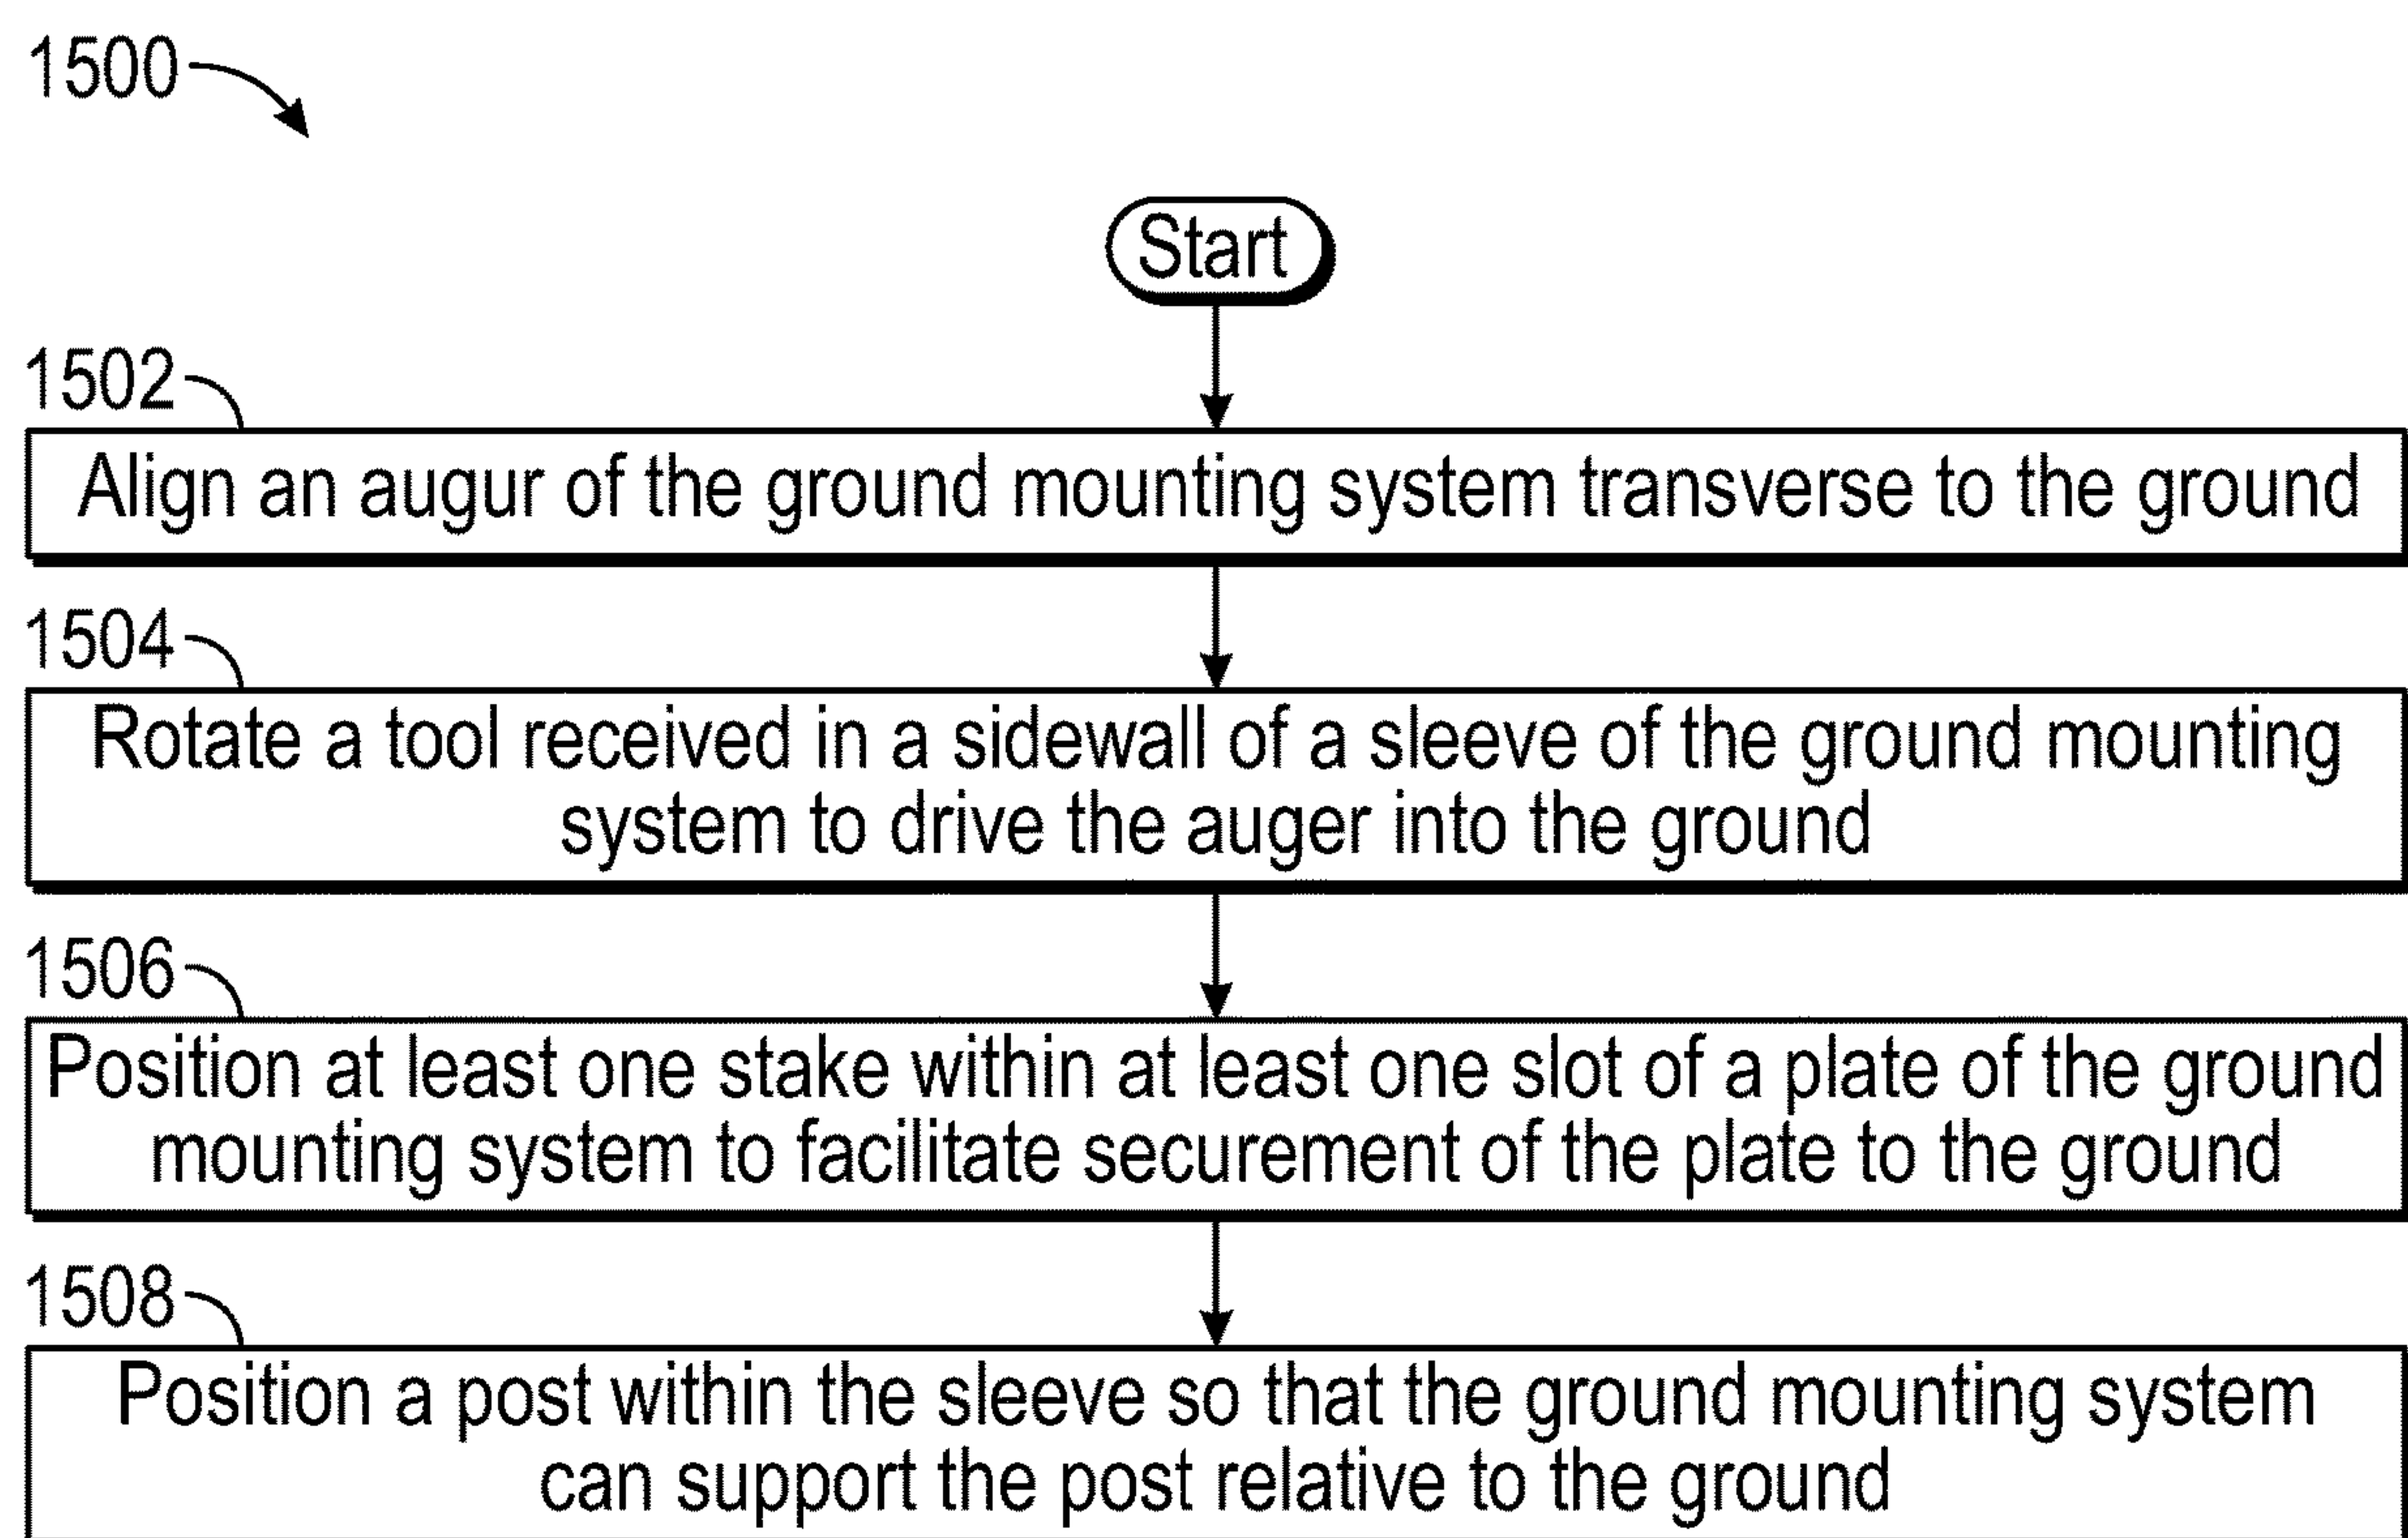 1500
Start
1502
Align an augur of the ground mounting system transverse to the ground
1504
Rotate a tool received in a sidewall of a sleeve of the ground mounting
system to drive the auger into the ground
1506
Position at least one stake within at least one slot of a plate of the ground
mounting system to facilitate securement of the plate to the ground
1508
Position a post within the sleeve so that the ground mounting system
can support the post relative to the ground